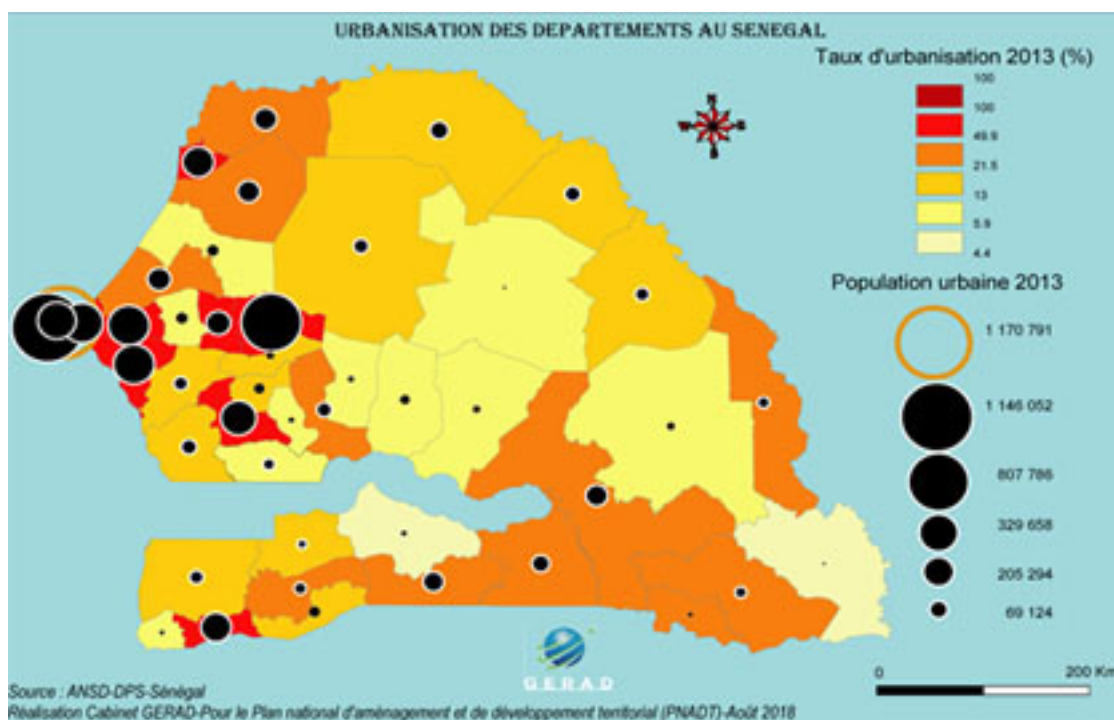 URBANISATION DES DEPARTEMENTS AU SENEGAL
Taux d'urbanisation 2013 (%)
100
100
49.9
21.5
13
5.9
4.4
N
W E
S
Population urbaine 2013
1 170 791
1 146 052
807 786
329 658
205 294
69 124
GERAD
0 200 Km
Source : ANSD-DPS-Sénégal
Réalisation Cabinet GERAD-Pour le Plan national d'aménagement et de développement territorial (PNADT)-Août 2018